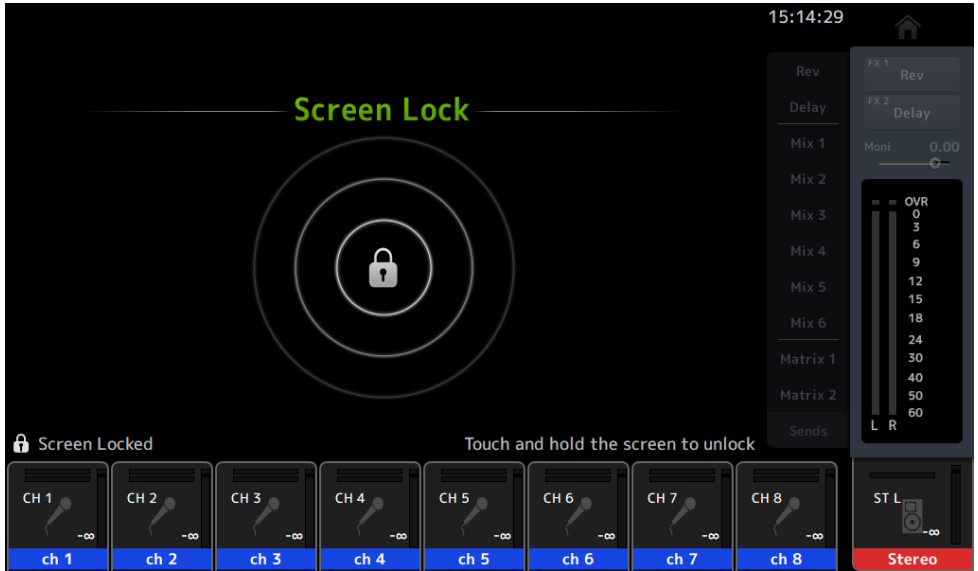 15:14:29
Screen Lock
Rev
Delay
Mix 1
Mix 2
Mix 3
Mix 4
Mix 5
Mix 6
Matrix 1
Matrix 2
Sends
FX 1
Rev
FX 2
Delay
Moni 0.00
OVR
0
3
6
9
12
15
18
24
30
40
50
60
L R
Screen Locked
Touch and hold the screen to unlock
CH 1
-∞
ch 1
CH 2
-∞
ch 2
CH 3
-∞
ch 3
CH 4
-∞
ch 4
CH 5
-∞
ch 5
CH 6
-∞
ch 6
CH 7
-∞
ch 7
CH 8
-∞
ch 8
ST L
-∞
Stereo